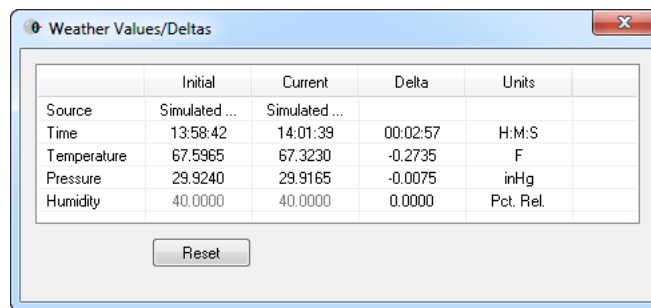 Weather Values/Deltas
Initial Current Delta Units
Source Simulated ... Simulated ...
Time 13:58:42 14:01:39 00:02:57 H:M:S
Temperature 67.5965 67.3230 -0.2735 F
Pressure 29.9240 29.9165 -0.0075 inHg
Humidity 40.0000 40.0000 0.0000 Pct. Rel.
Reset